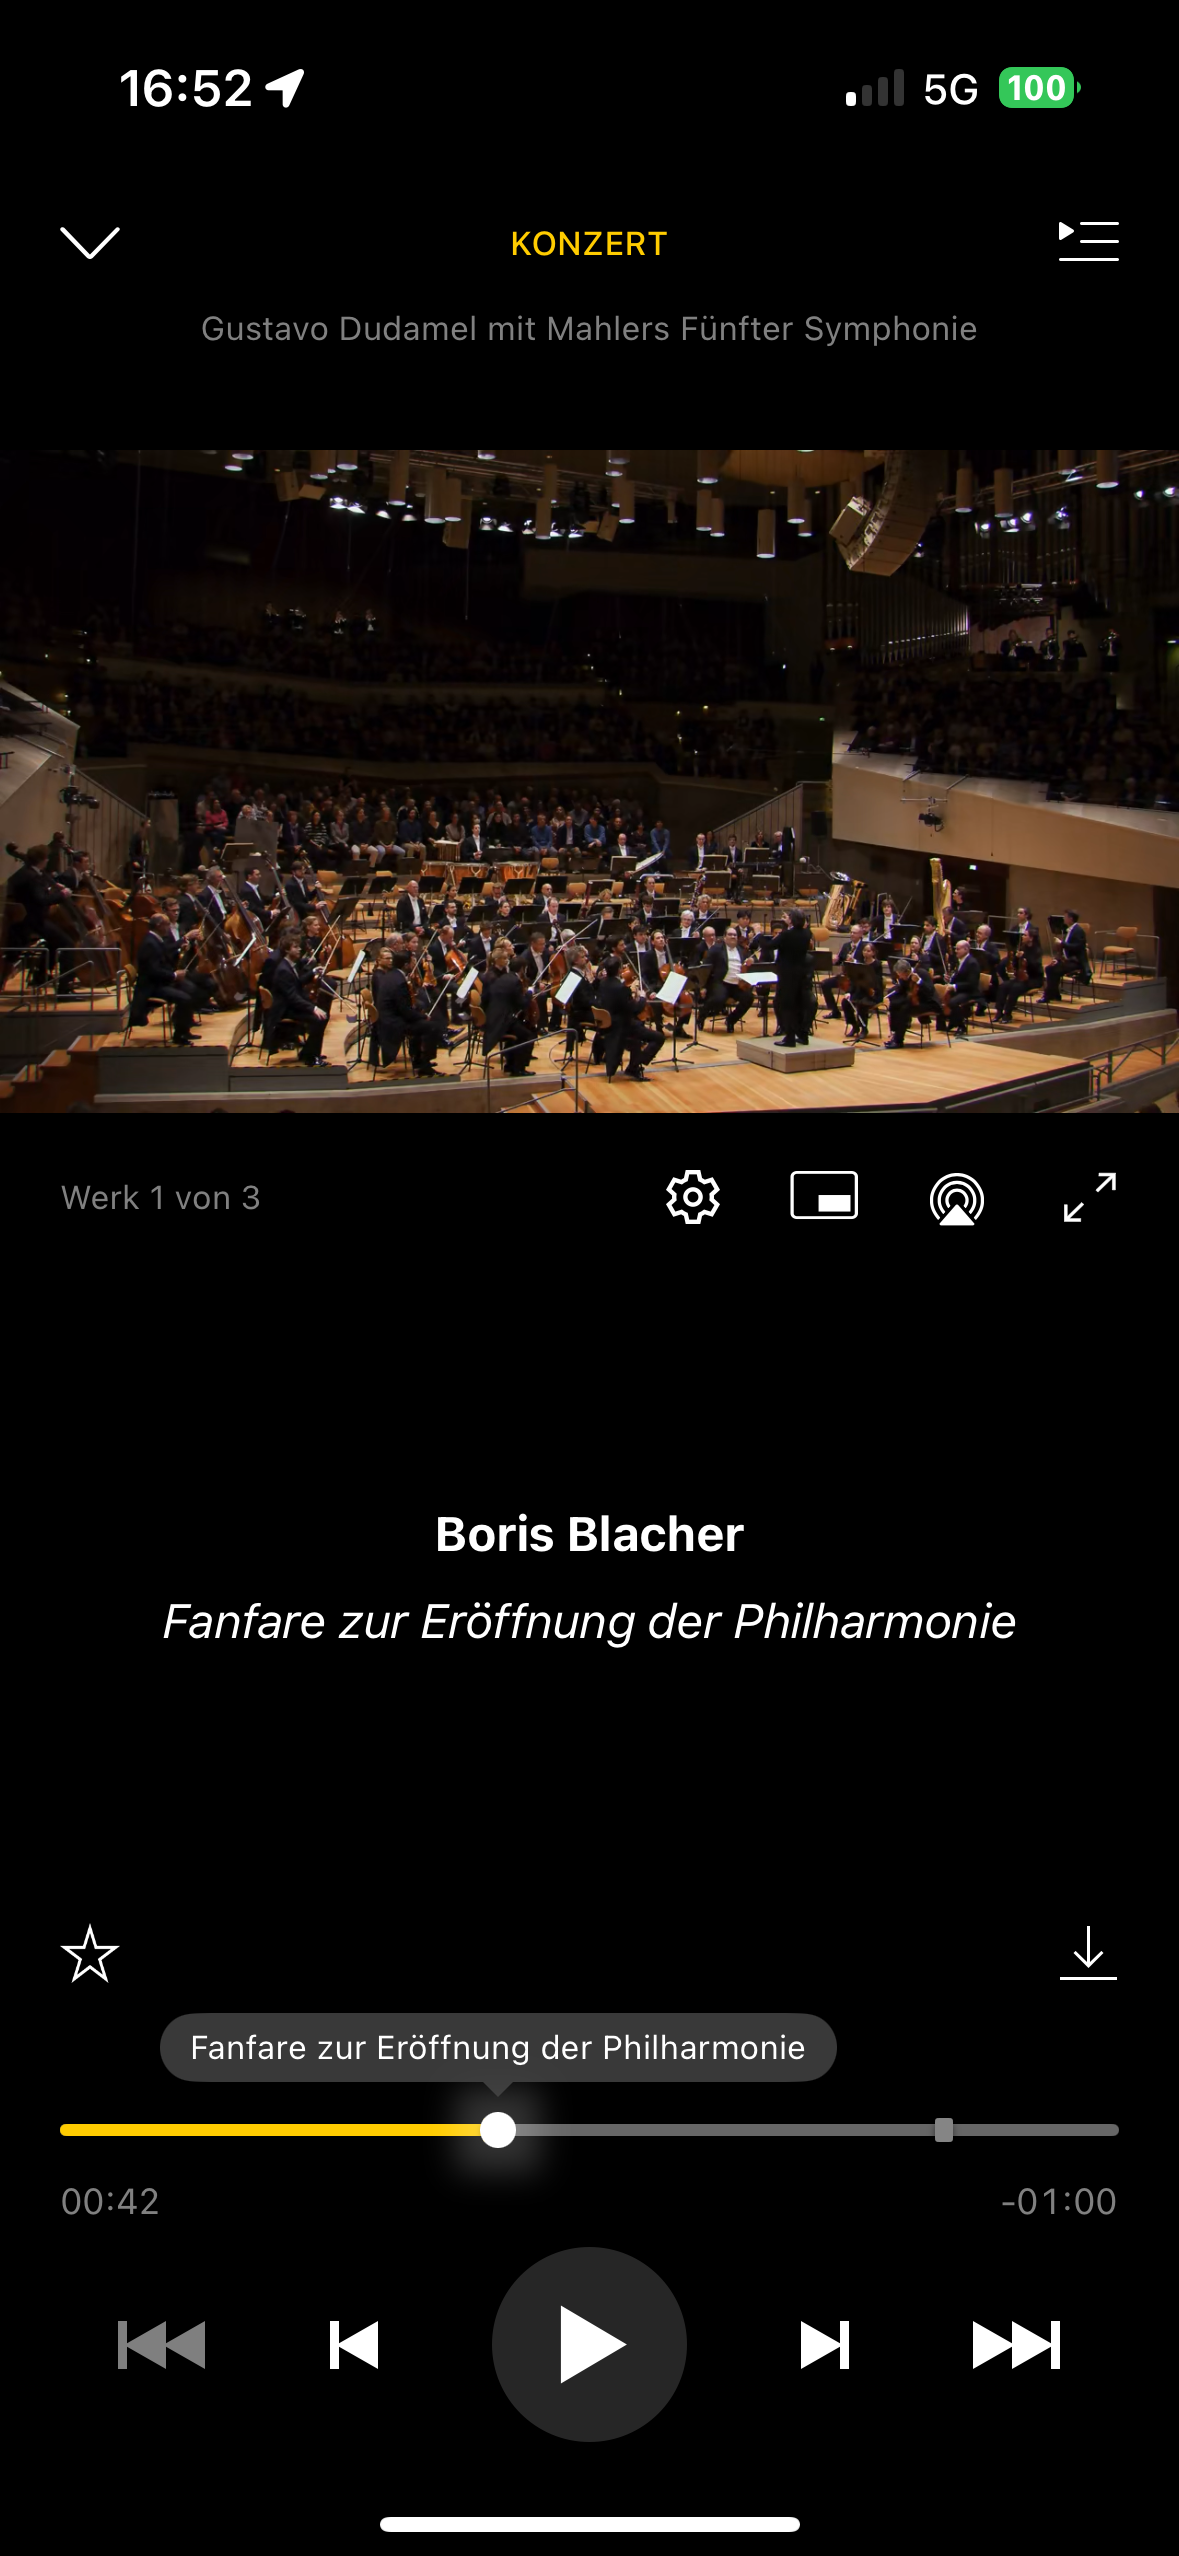 16:52
5G
100
KONZERT
Gustavo Dudamel mit Mahlers Fünfter Symphonie
Werk 1 von 3
Boris Blacher
Fanfare zur Eröffnung der Philharmonie
Fanfare zur Eröffnung der Philharmonie
00:42
-01:00